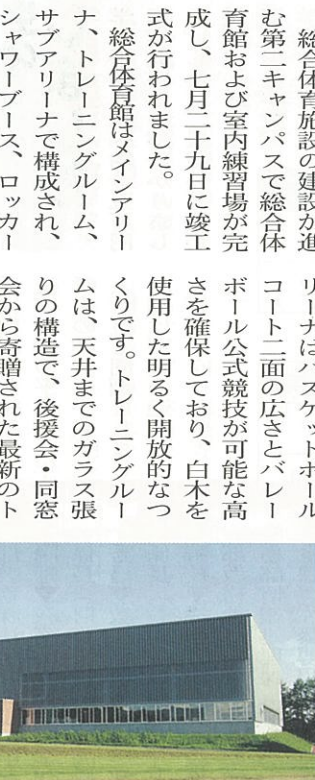 総合体育施設の建設が進
む第二キャンパスで総合体
育館および室内練習場が完
成し、七月二十九日に竣工
式が行われました。
総合体育館はメインアリー
ナ、トレーニングルーム、
サブアリーナで構成され、
シャワーブース、ロッカー
リーナはバスケットボール
コート二面の広さとバレー
ボール公式競技が可能な高
さを確保しており、白木を
使用した明るく開放的なつ
くりです。トレーニングルー
ムは、天井までのガラス張
りの構造で、後援会・同窓
会から寄贈された最新のト